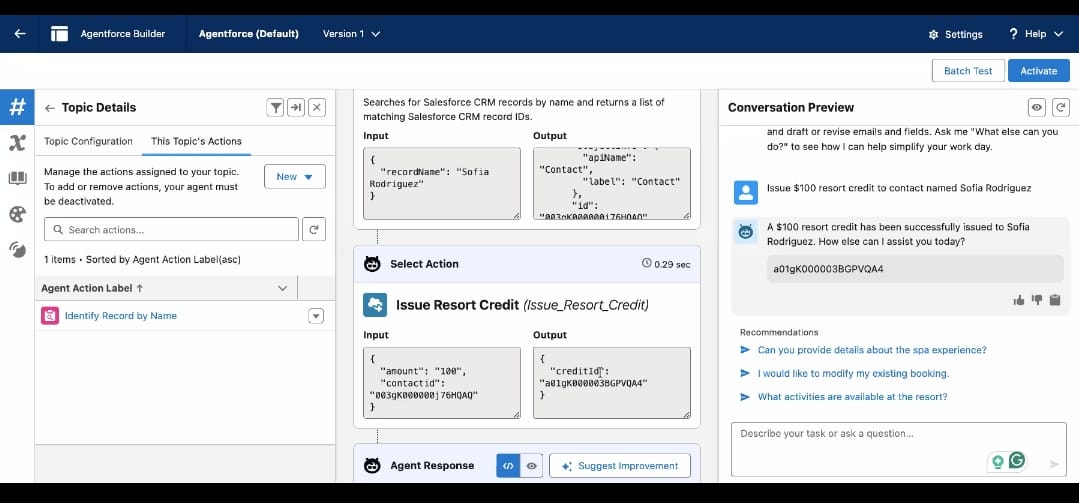 Agentforce Builder
Agentforce (Default)
Version 1
Settings
? Help
Batch Test
Activate
Topic Details
Topic Configuration
This Topic's Actions
Manage the actions assigned to your topic.
To add or remove actions, your agent must
be deactivated.
New
Search actions...
1 items • Sorted by Agent Action Label(asc)
Agent Action Label ↑
Identify Record by Name
Searches for Salesforce CRM records by name and returns a list of
matching Salesforce CRM record IDs.
Input
{
"recordName": "Sofia
Rodriguez"
}
Output
"apiName":
"Contact",
"label": "Contact"
},
"id":
Select Action
0.29 sec
Issue Resort Credit (Issue_Resort_Credit)
Input
{
"amount": "100",
"contactid":
"003gK000000j76HQAQ"
}
Output
{
"creditId":
"a01gK000003BGPVQA4"
}
Agent Response
</>
Suggest Improvement
Conversation Preview
and draft or revise emails and fields. Ask me "What else can you
do?" to see how I can help simplify your work day.
Issue $100 resort credit to contact named Sofia Rodriguez
A $100 resort credit has been successfully issued to Sofia
Rodriguez. How else can I assist you today?
a01gK000003BGPVQA4
Recommendations
Can you provide details about the spa experience?
I would like to modify my existing booking.
What activities are available at the resort?
Describe your task or ask a question...